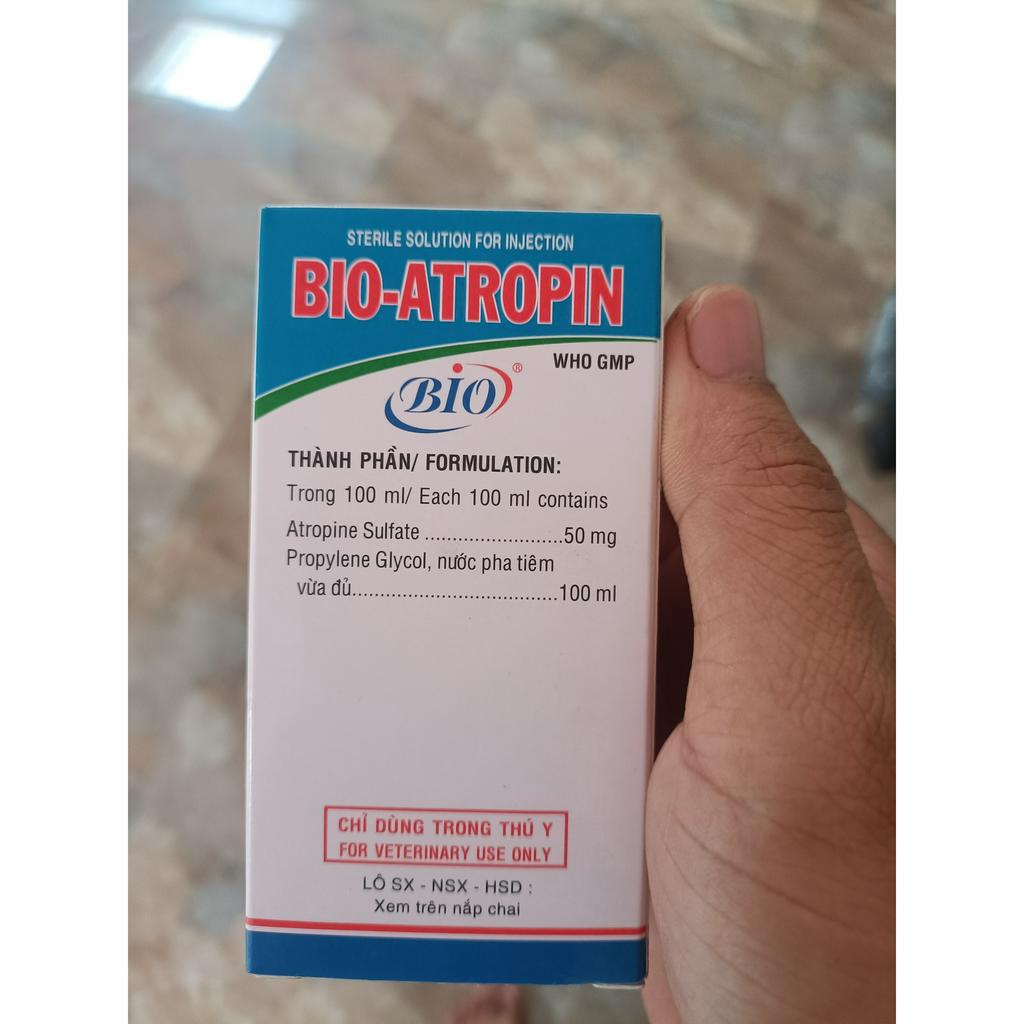 STERILE SOLUTION FOR INJECTION
BIO-ATROPIN
WHO GMP
BIO®
THÀNH PHẦN/ FORMULATION:
Trong 100 ml/ Each 100 ml contains
Atropine Sulfate .........................50 mg
Propylene Glycol, nước pha tiêm
vừa đủ.....................................100 ml
CHỈ DÙNG TRONG THÚ Y
FOR VETERINARY USE ONLY
LÔ SX - NSX - HSD :
Xem trên nắp chai